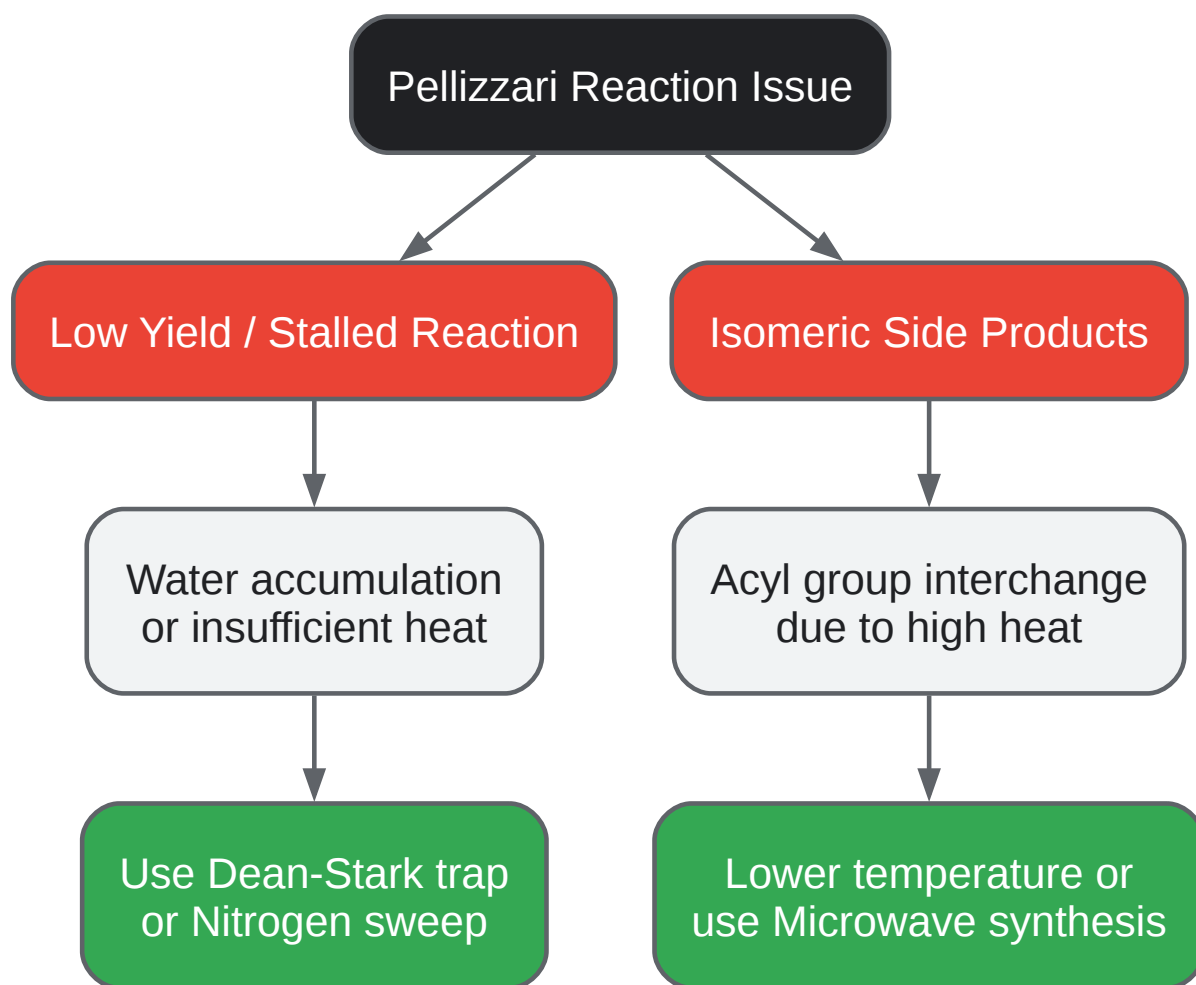 Pellizzari Reaction Issue
Low Yield / Stalled Reaction
Isomeric Side Products
Water accumulation
or insufficient heat
Acyl group interchange
due to high heat
Use Dean-Stark trap
or Nitrogen sweep
Lower temperature or
use Microwave synthesis